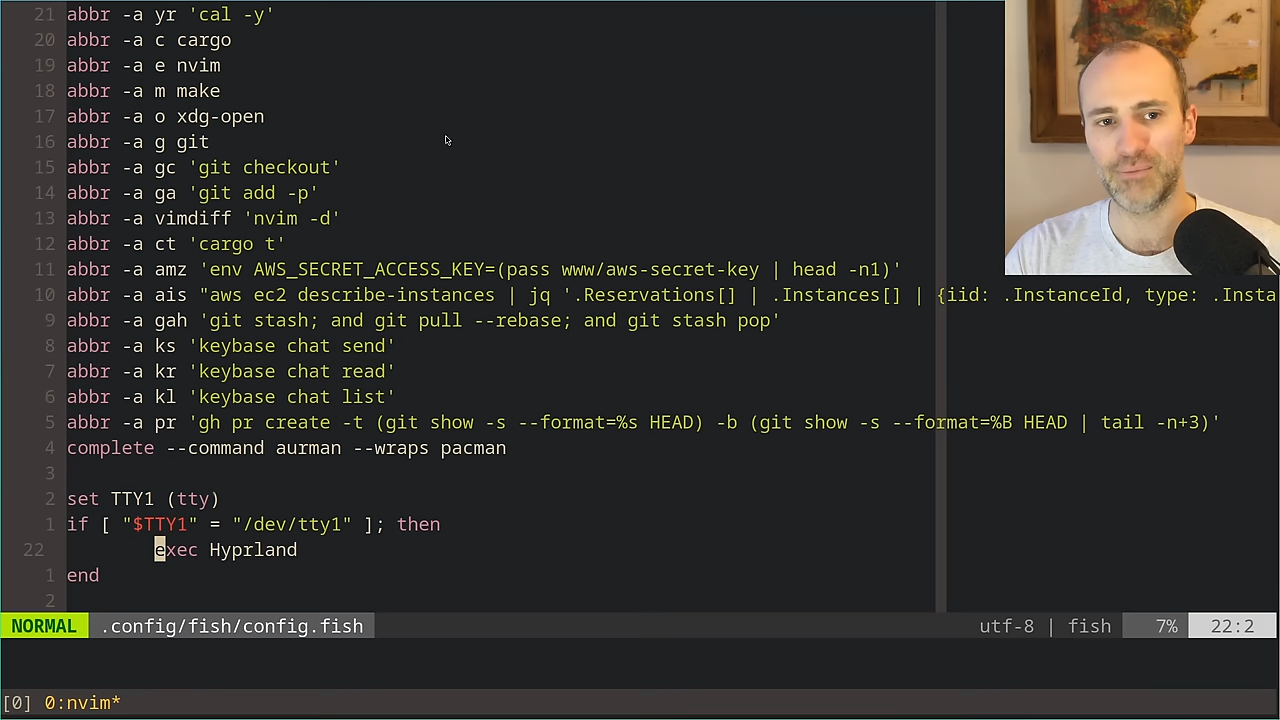 21 abbr -a yr 'cal -y'
20 abbr -a c cargo
19 abbr -a e nvim
18 abbr -a m make
17 abbr -a o xdg-open
16 abbr -a g git
15 abbr -a gc 'git checkout'
14 abbr -a ga 'git add -p'
13 abbr -a vimdiff 'nvim -d'
12 abbr -a ct 'cargo t'
11 abbr -a amz 'env AWS_SECRET_ACCESS_KEY=(pass www/aws-secret-key | head -n1)'
10 abbr -a ais "aws ec2 describe-instances | jq '.Reservations[] | .Instances[] | {iid: .InstanceId, type: .Insta
9 abbr -a gah 'git stash; and git pull --rebase; and git stash pop'
8 abbr -a ks 'keybase chat send'
7 abbr -a kr 'keybase chat read'
6 abbr -a kl 'keybase chat list'
5 abbr -a pr 'gh pr create -t (git show -s --format=%s HEAD) -b (git show -s --format=%B HEAD | tail -n+3)'
4 complete --command aurman --wraps pacman
3
2 set TTY1 (tty)
1 if [ "$TTY1" = "/dev/tty1" ]; then
22 exec Hyprland
1 end
2
NORMAL .config/fish/config.fish utf-8 | fish 7% 22:2
[0] 0:nvim*